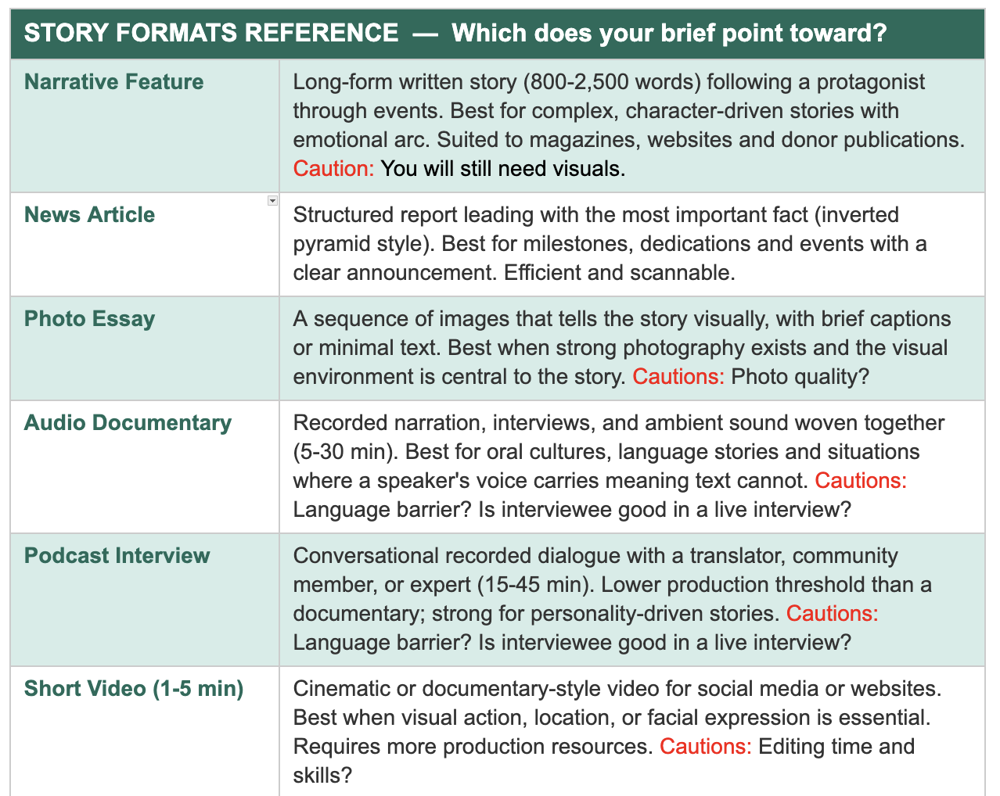 STORY FORMATS REFERENCE — Which does your brief point toward?
Narrative Feature
Long-form written story (800-2,500 words) following a protagonist
through events. Best for complex, character-driven stories with
emotional arc. Suited to magazines, websites and donor publications.
Caution: You will still need visuals.
News Article
Structured report leading with the most important fact (inverted
pyramid style). Best for milestones, dedications and events with a
clear announcement. Efficient and scannable.
Photo Essay
A sequence of images that tells the story visually, with brief captions
or minimal text. Best when strong photography exists and the visual
environment is central to the story. Cautions: Photo quality?
Audio Documentary
Recorded narration, interviews, and ambient sound woven together
(5-30 min). Best for oral cultures, language stories and situations
where a speaker's voice carries meaning text cannot. Cautions:
Language barrier? Is interviewee good in a live interview?
Podcast Interview
Conversational recorded dialogue with a translator, community
member, or expert (15-45 min). Lower production threshold than a
documentary; strong for personality-driven stories. Cautions:
Language barrier? Is interviewee good in a live interview?
Short Video (1-5 min)
Cinematic or documentary-style video for social media or websites.
Best when visual action, location, or facial expression is essential.
Requires more production resources. Cautions: Editing time and
skills?